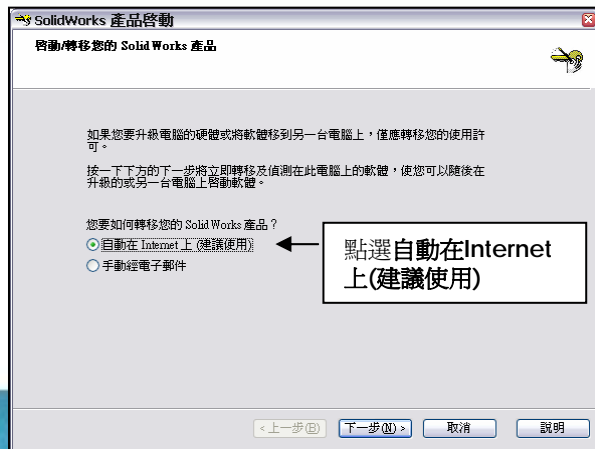 SolidWorks 產品啓動
啓動/轉移您的 SolidWorks 產品
如果您要升級電腦的硬體或將軟體移到另一台電腦上，僅應轉移您的使用許
可。
按一下下方的下一步將立即轉移及偵測在此電腦上的軟體，使您可以隨後在
升級的或另一台電腦上啓動軟體。
您要如何轉移您的 SolidWorks 產品？
自動在 Internet 上 (建議使用)
手動經電子郵件
點選自動在Internet
上(建議使用)
<上一步(B) 下一步(N)> 取消 說明